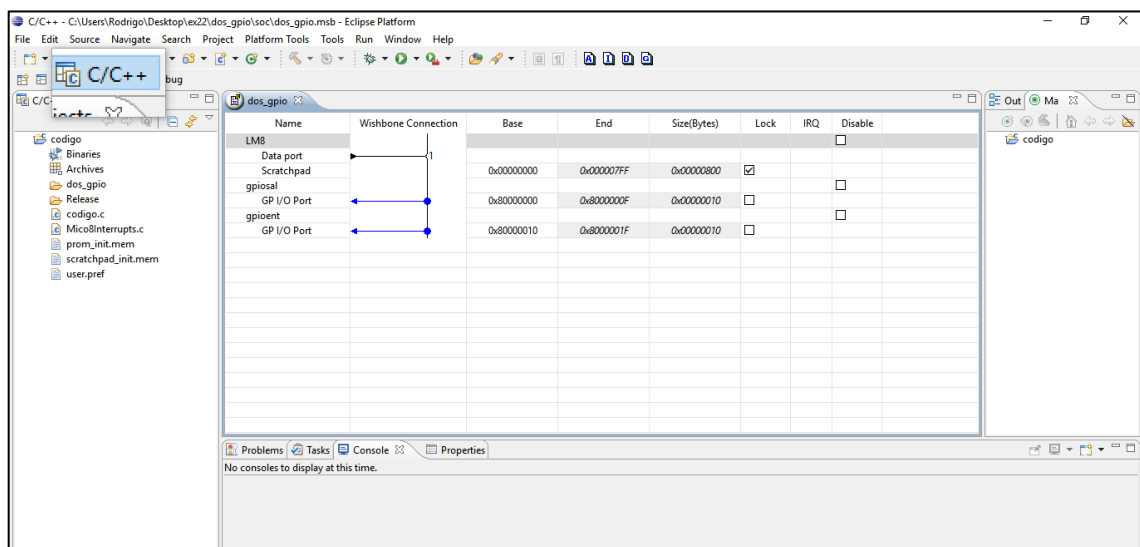 C/C++ - C:\Users\Rodrigo\Desktop\ex22\dos_gpio\soc\dos_gpio.msb - Eclipse Platform
File Edit Source Navigate Search Project Platform Tools Tools Run Window Help
A I D G
C/C++ bug
C/C
dos_gpio
Out Ma
Name Wishbone Connection Base End Size(Bytes) Lock IRQ Disable
codigo
codigo
LM8
Binaries
Data port 1
Archives
Scratchpad 0x00000000 0x000007FF 0x00000800
dos_gpio
gpiosal
Release
GP I/O Port 0x80000000 0x8000000F 0x00000010
codigo.c
gpioent
Mico8Interrupts.c
GP I/O Port 0x80000010 0x8000001F 0x00000010
prom_init.mem
scratchpad_init.mem
user.pref
Problems Tasks Console Properties
No consoles to display at this time.